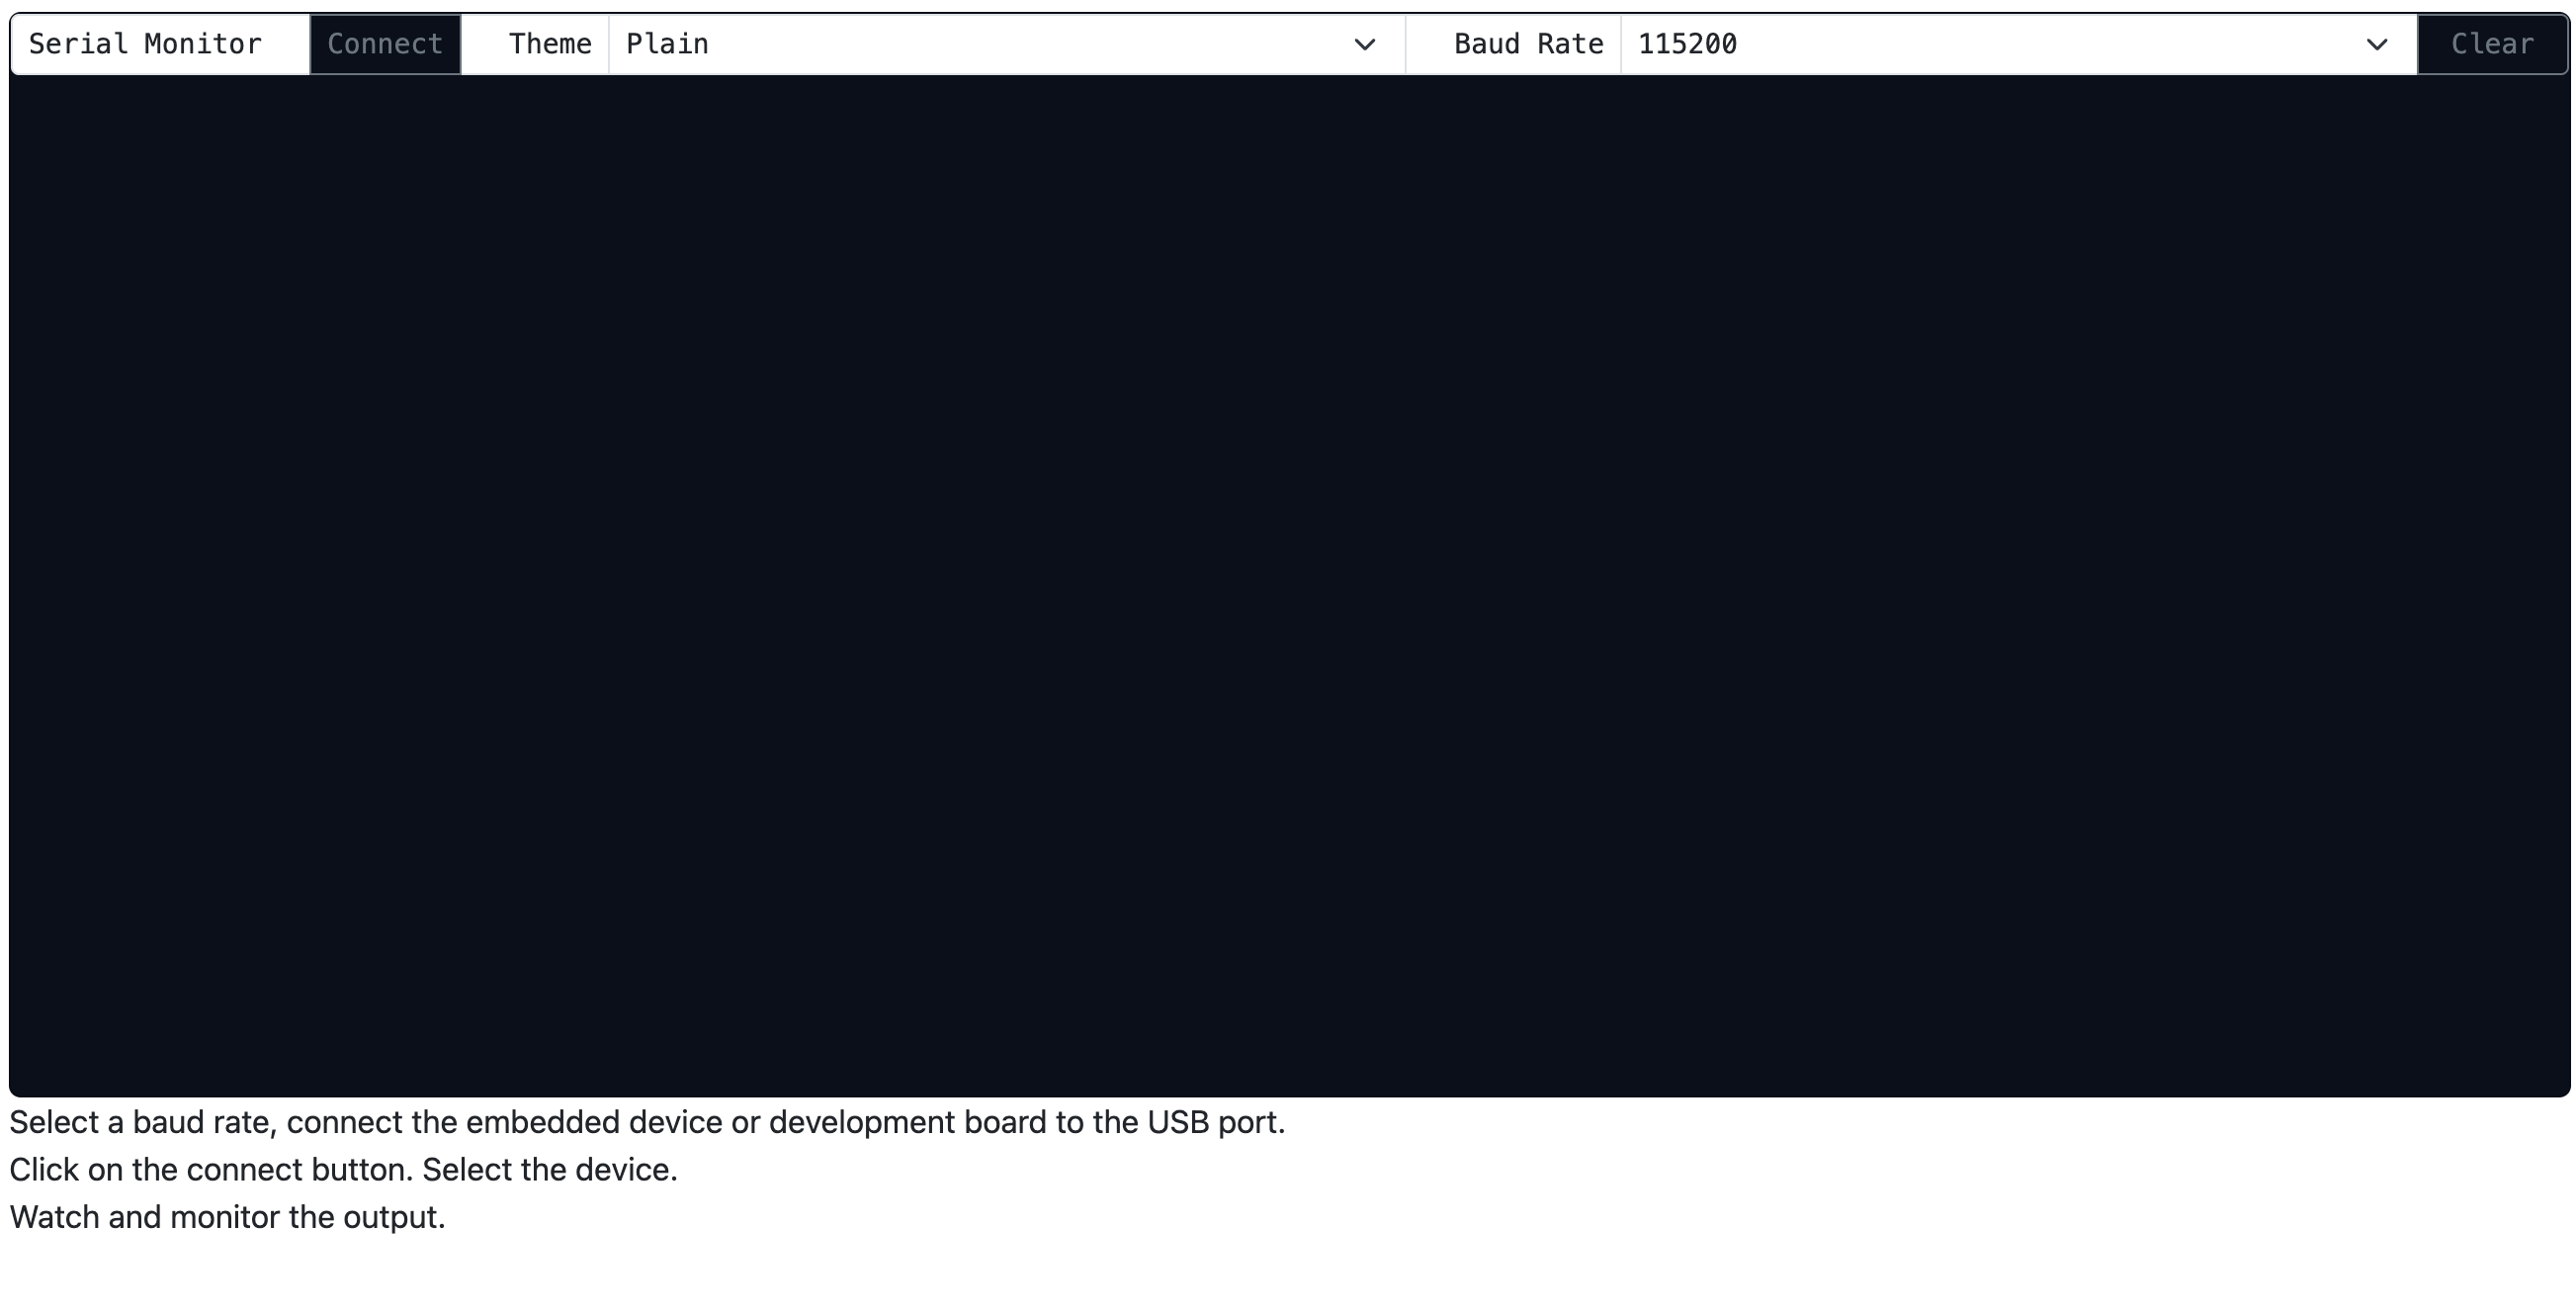 Serial Monitor Connect Theme Plain Baud Rate 115200 Clear
Select a baud rate, connect the embedded device or development board to the USB port.
Click on the connect button. Select the device.
Watch and monitor the output.